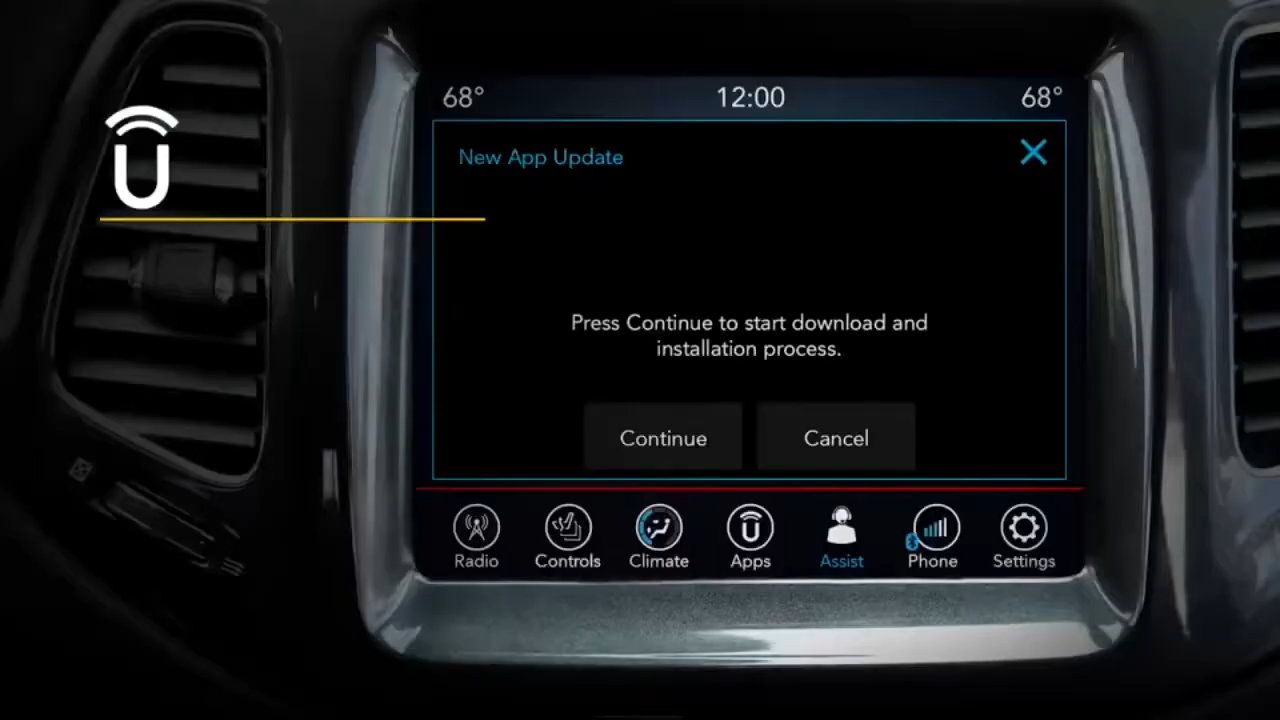 68° 12:00 68°
New App Update
Press Continue to start download and
installation process.
Continue Cancel
Radio Controls Climate Apps Assist Phone Settings